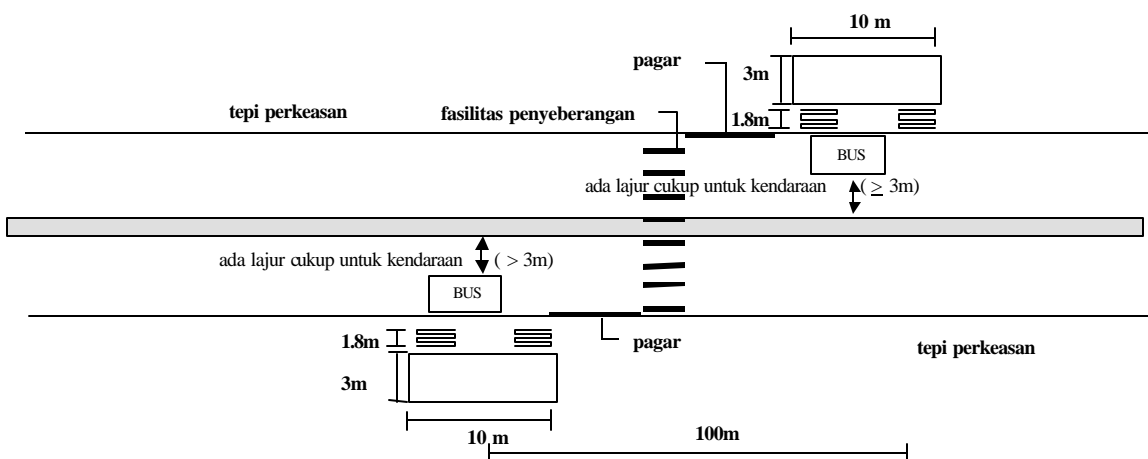 10 m
pagar
3m
tepi perkeasan
fasilitas penyeberangan
1.8m
BUS
ada lajur cukup untuk kendaraan
( ≥ 3m)
ada lajur cukup untuk kendaraan
( > 3m)
BUS
1.8m
pagar
tepi perkeasan
3m
10 m
100m